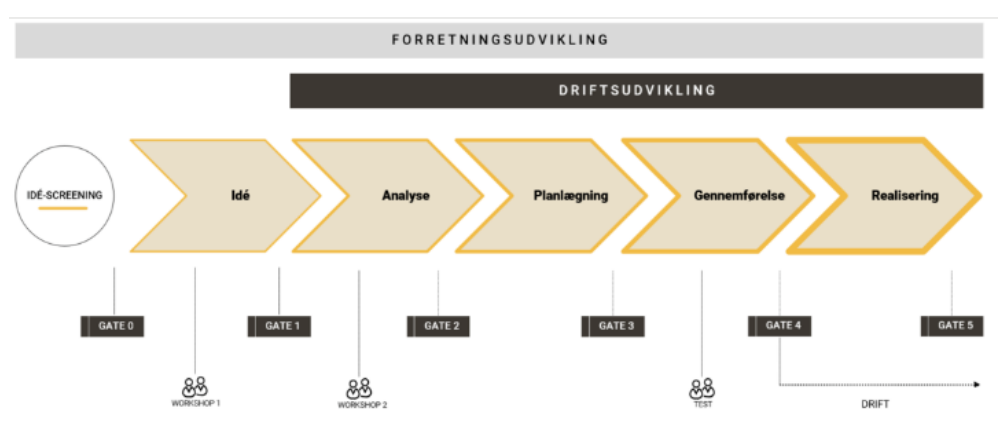 FORRETNINGSUDVIKLING
DRIFTSUDVIKLING
IDÉ-SCREENING
Idé
Analyse
Planlægning
Gennemførelse
Realisering
GATE 0
GATE 1
GATE 2
GATE 3
GATE 4
GATE 5
WORKSHOP 1
WORKSHOP 2
TEST
DRIFT